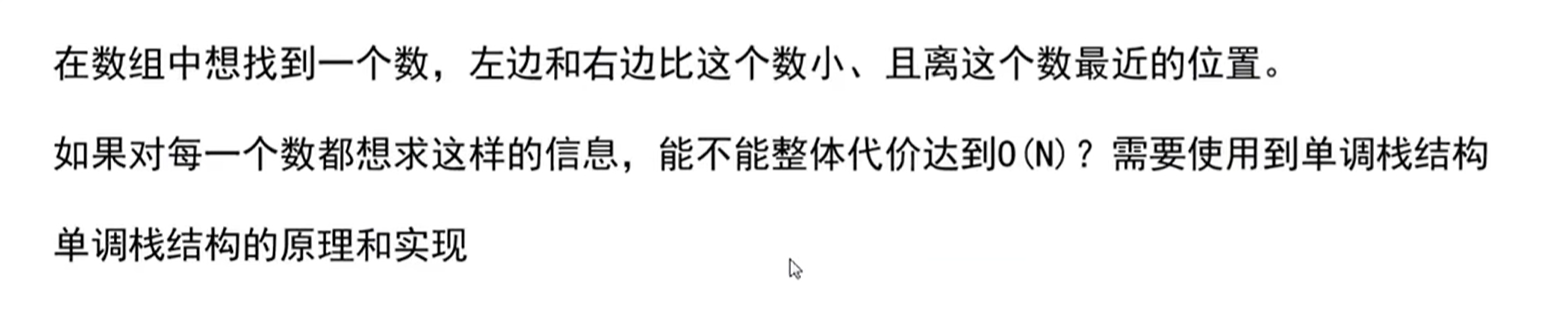 在数组中想找到一个数，左边和右边比这个数小、且离这个数最近的位置。
如果对每一个数都想求这样的信息，能不能整体代价达到O(N)？需要使用到单调栈结构
单调栈结构的原理和实现